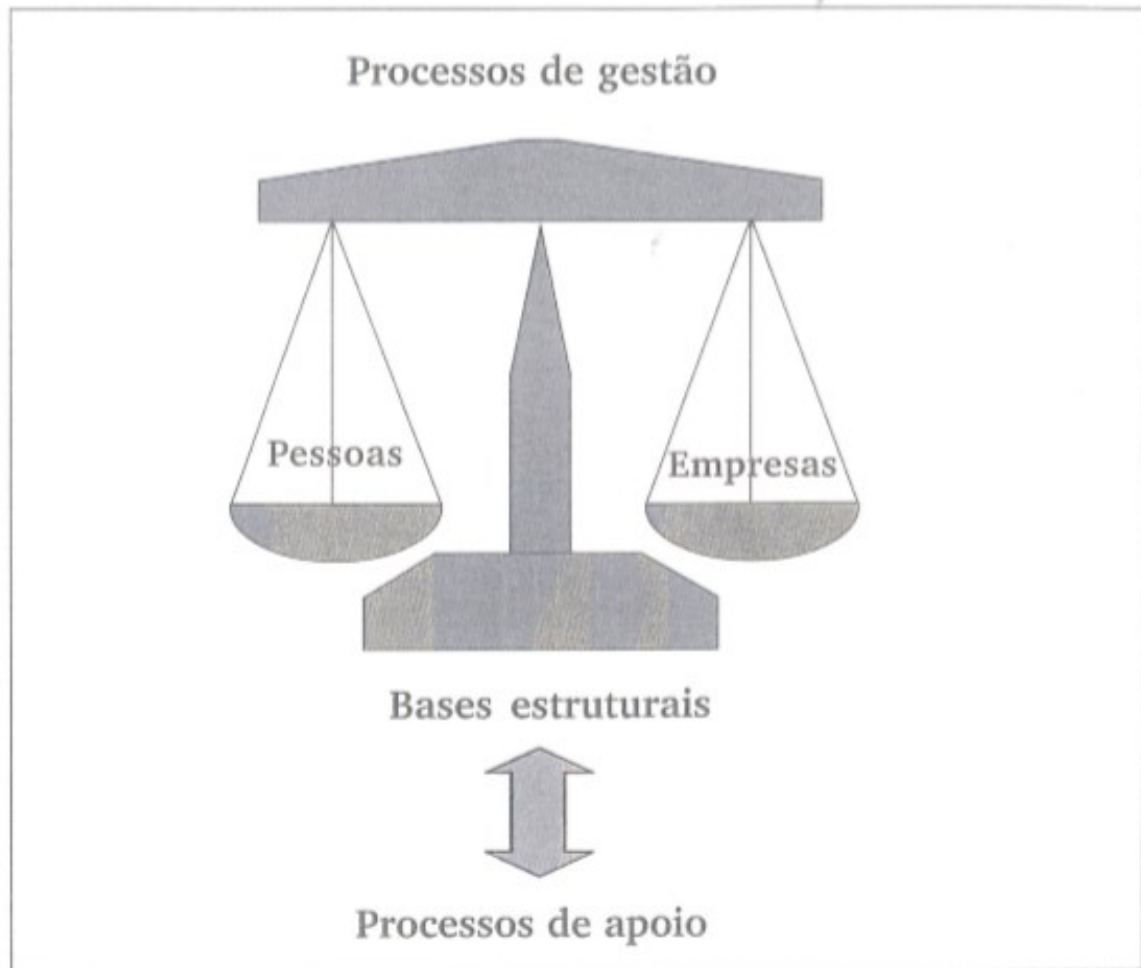 Processos de gestão
Pessoas
Empresas
Bases estruturais
Processos de apoio